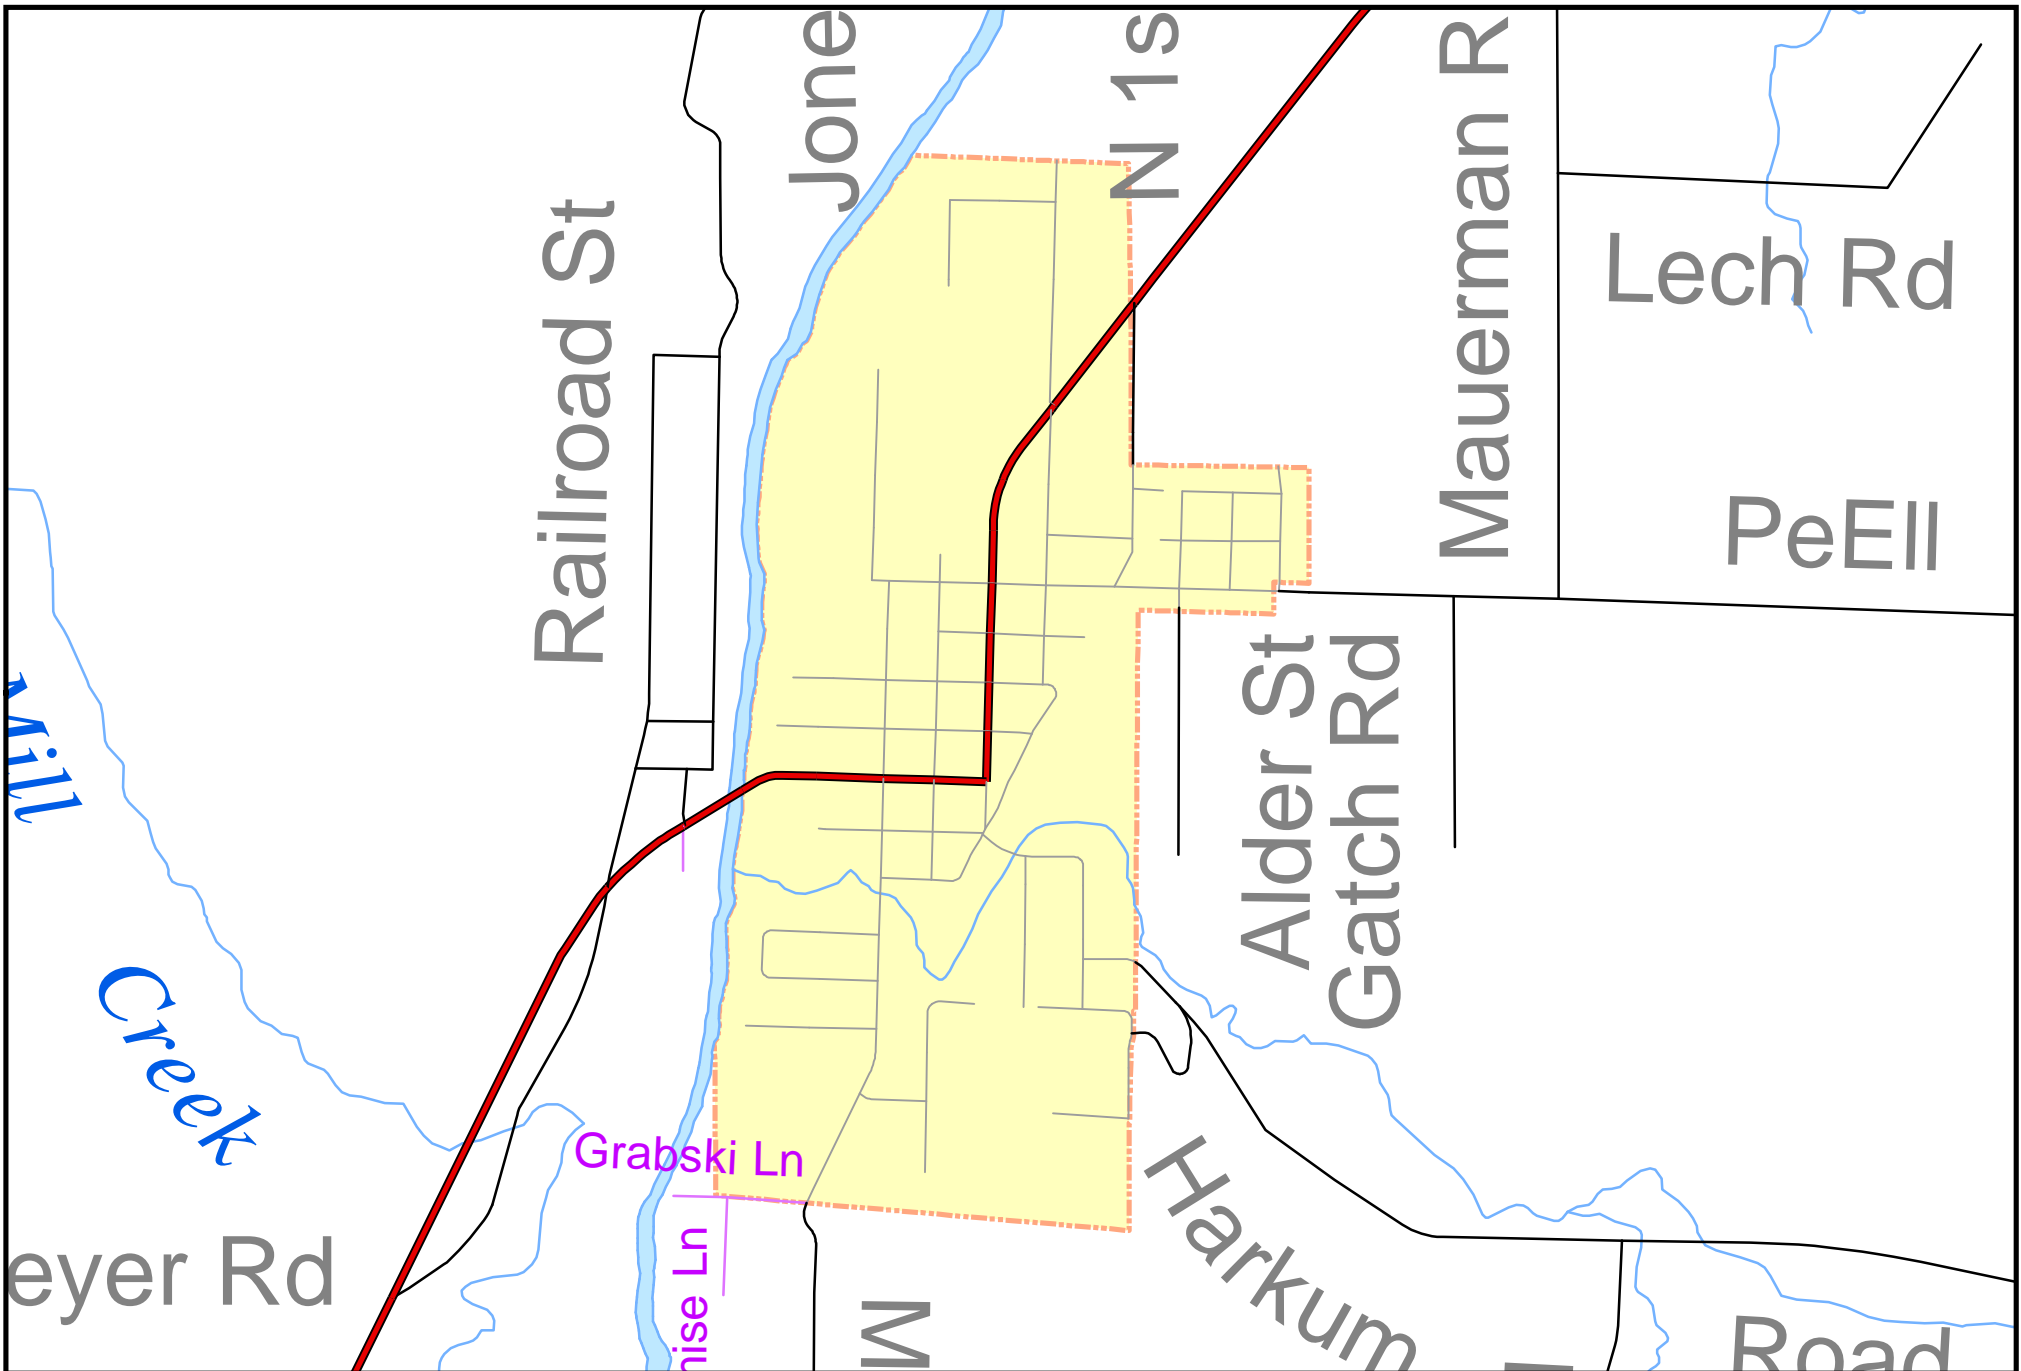 Jone
N 1s
Mauerman R
Railroad St
Lech Rd
PeEll
Alder St
Gatch Rd
Mill
Creek
Grabski Ln
nise Ln
eyer Rd
M
Harkum
Road